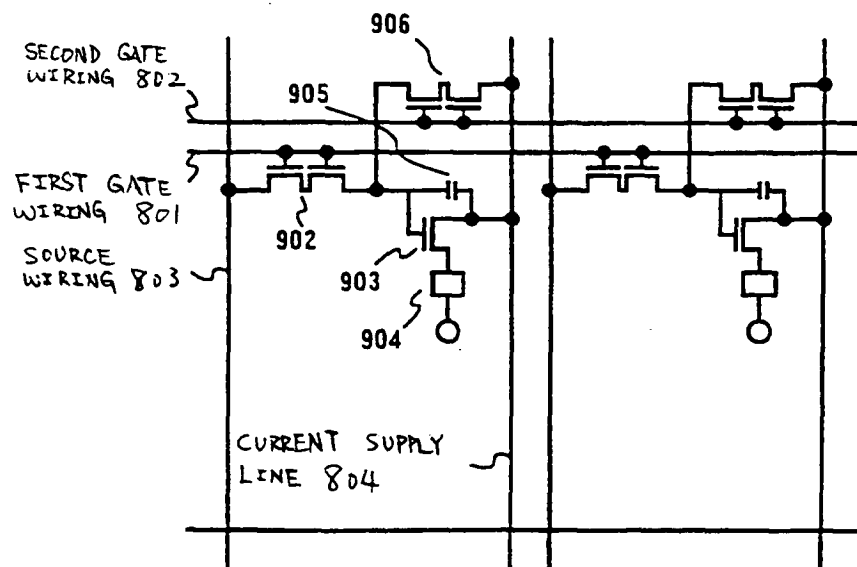 906
SECOND GATE
WIRING 802
905
FIRST GATE
WIRING 801
902
SOURCE
WIRING 803
903
904
CURRENT SUPPLY
LINE 804